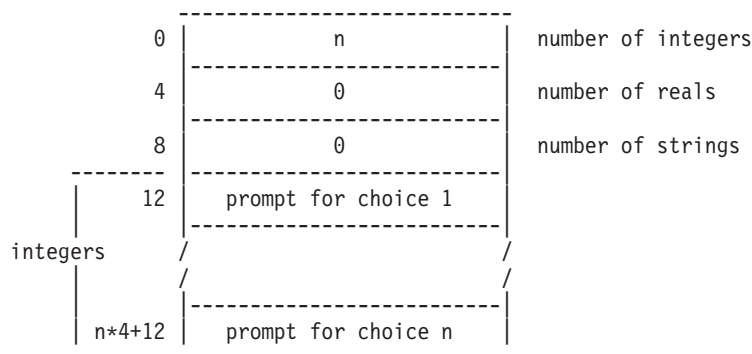 0 n number of integers
4 0 number of reals
8 0 number of strings
12 prompt for choice 1
integers
n*4+12 prompt for choice n